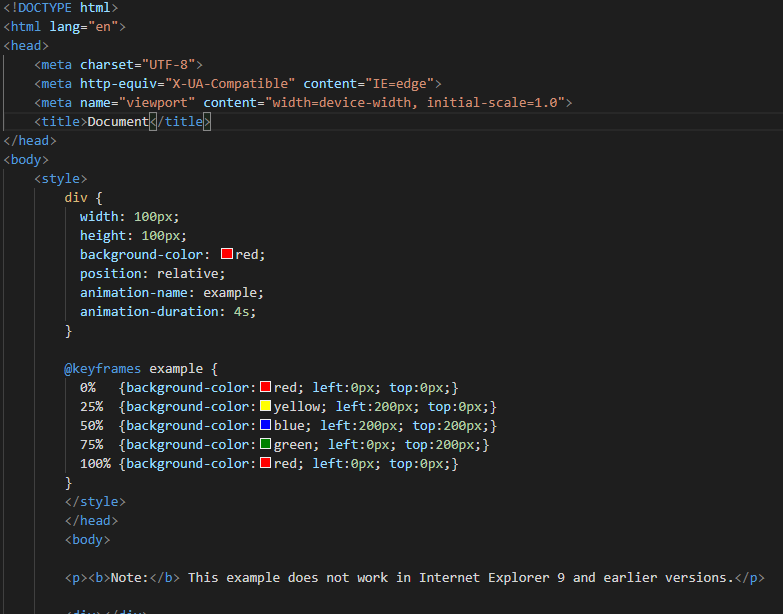 <!DOCTYPE html>
<html lang="en">
<head>
    <meta charset="UTF-8">
    <meta http-equiv="X-UA-Compatible" content="IE=edge">
    <meta name="viewport" content="width=device-width, initial-scale=1.0">
    <title>Document</title>
</head>
<body>
    <style>
        div {
          width: 100px;
          height: 100px;
          background-color: red;
          position: relative;
          animation-name: example;
          animation-duration: 4s;
        }

        @keyframes example {
          0%   {background-color:red; left:0px; top:0px;}
          25%  {background-color:yellow; left:200px; top:0px;}
          50%  {background-color:blue; left:200px; top:200px;}
          75%  {background-color:green; left:0px; top:200px;}
          100% {background-color:red; left:0px; top:0px;}
        }
        </style>
        </head>
        <body>

        <p><b>Note:</b> This example does not work in Internet Explorer 9 and earlier versions.</p>

        <div></div>